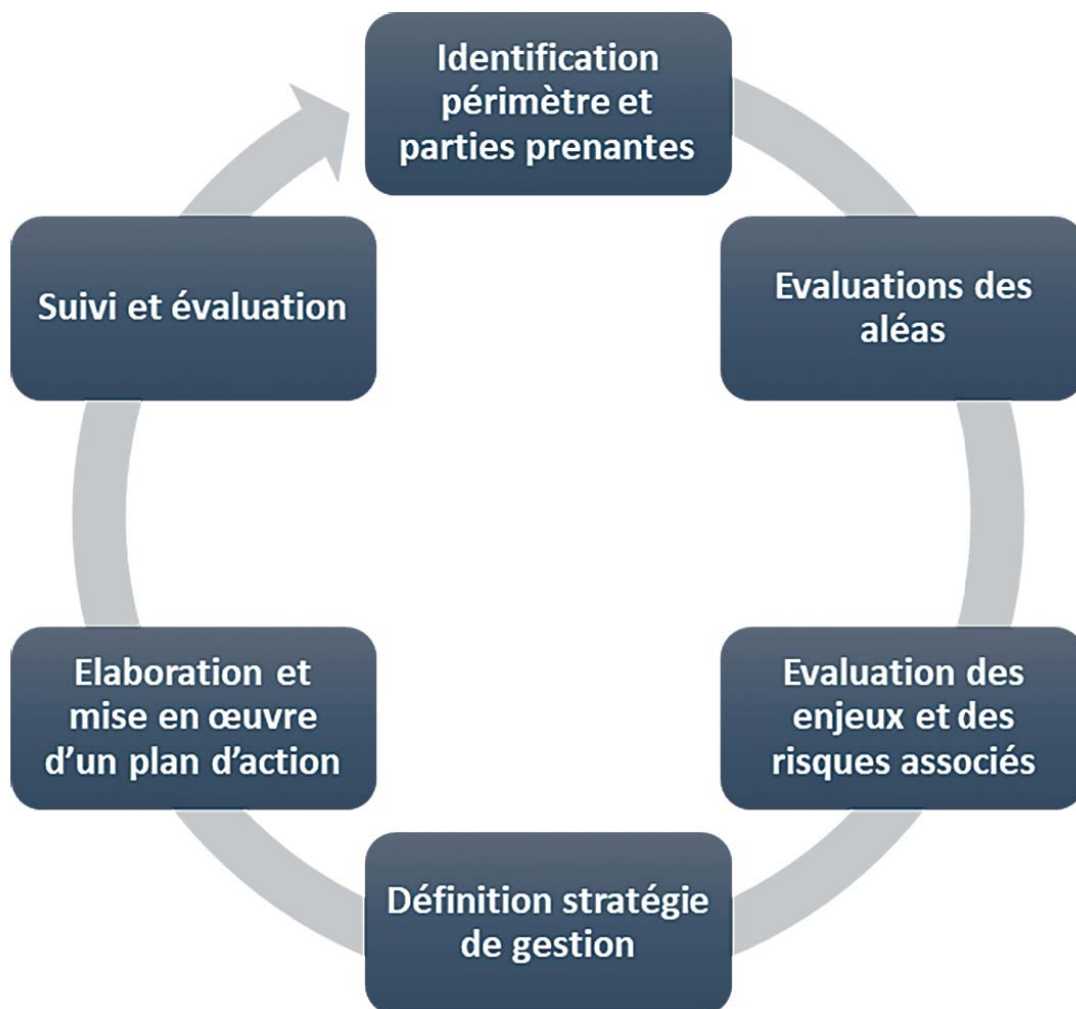 Identification
périmètre et
parties prenantes
Evaluations des
aléas
Evaluation des
enjeux et des
risques associés
Définition stratégie
de gestion
Elaboration et
mise en œuvre
d’un plan d’action
Suivi et évaluation